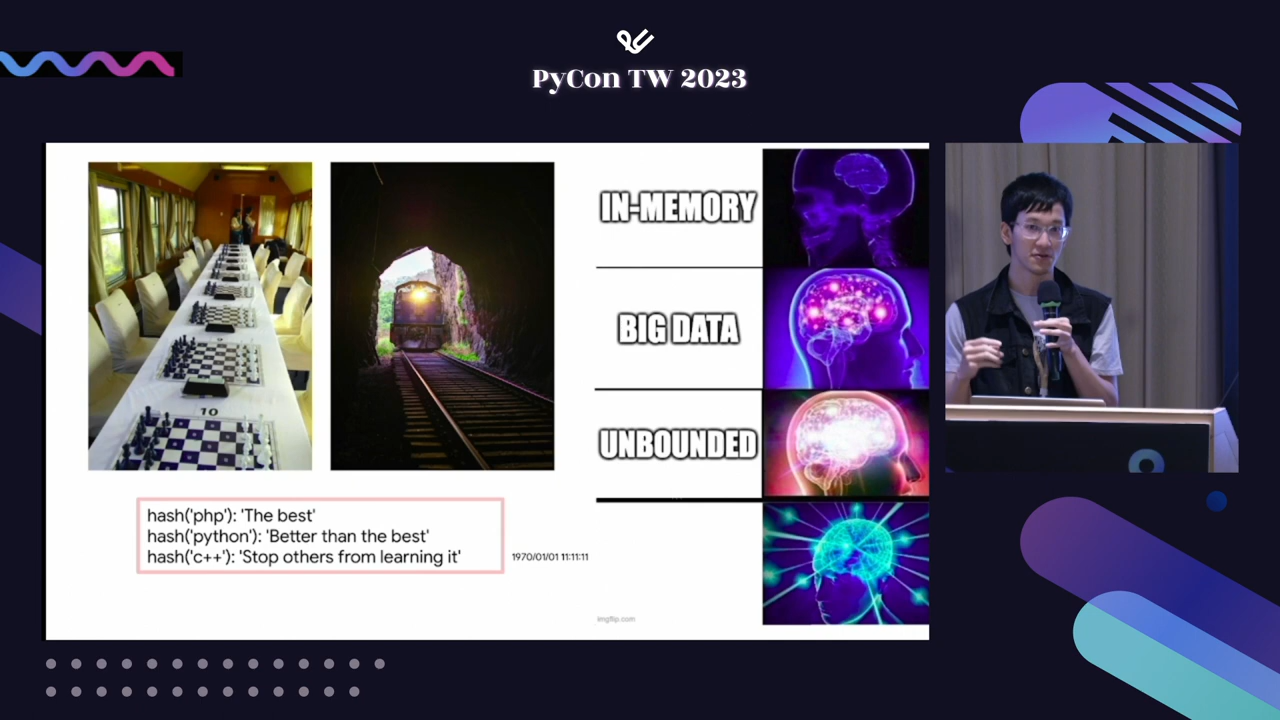 PyCon TW 2023
IN-MEMORY
BIG DATA
UNBOUNDED
10
hash('php'): 'The best'
hash('python'): 'Better than the best'
hash('c++'): 'Stop others from learning it'
1970/01/01 11:11:11
imgflip.com